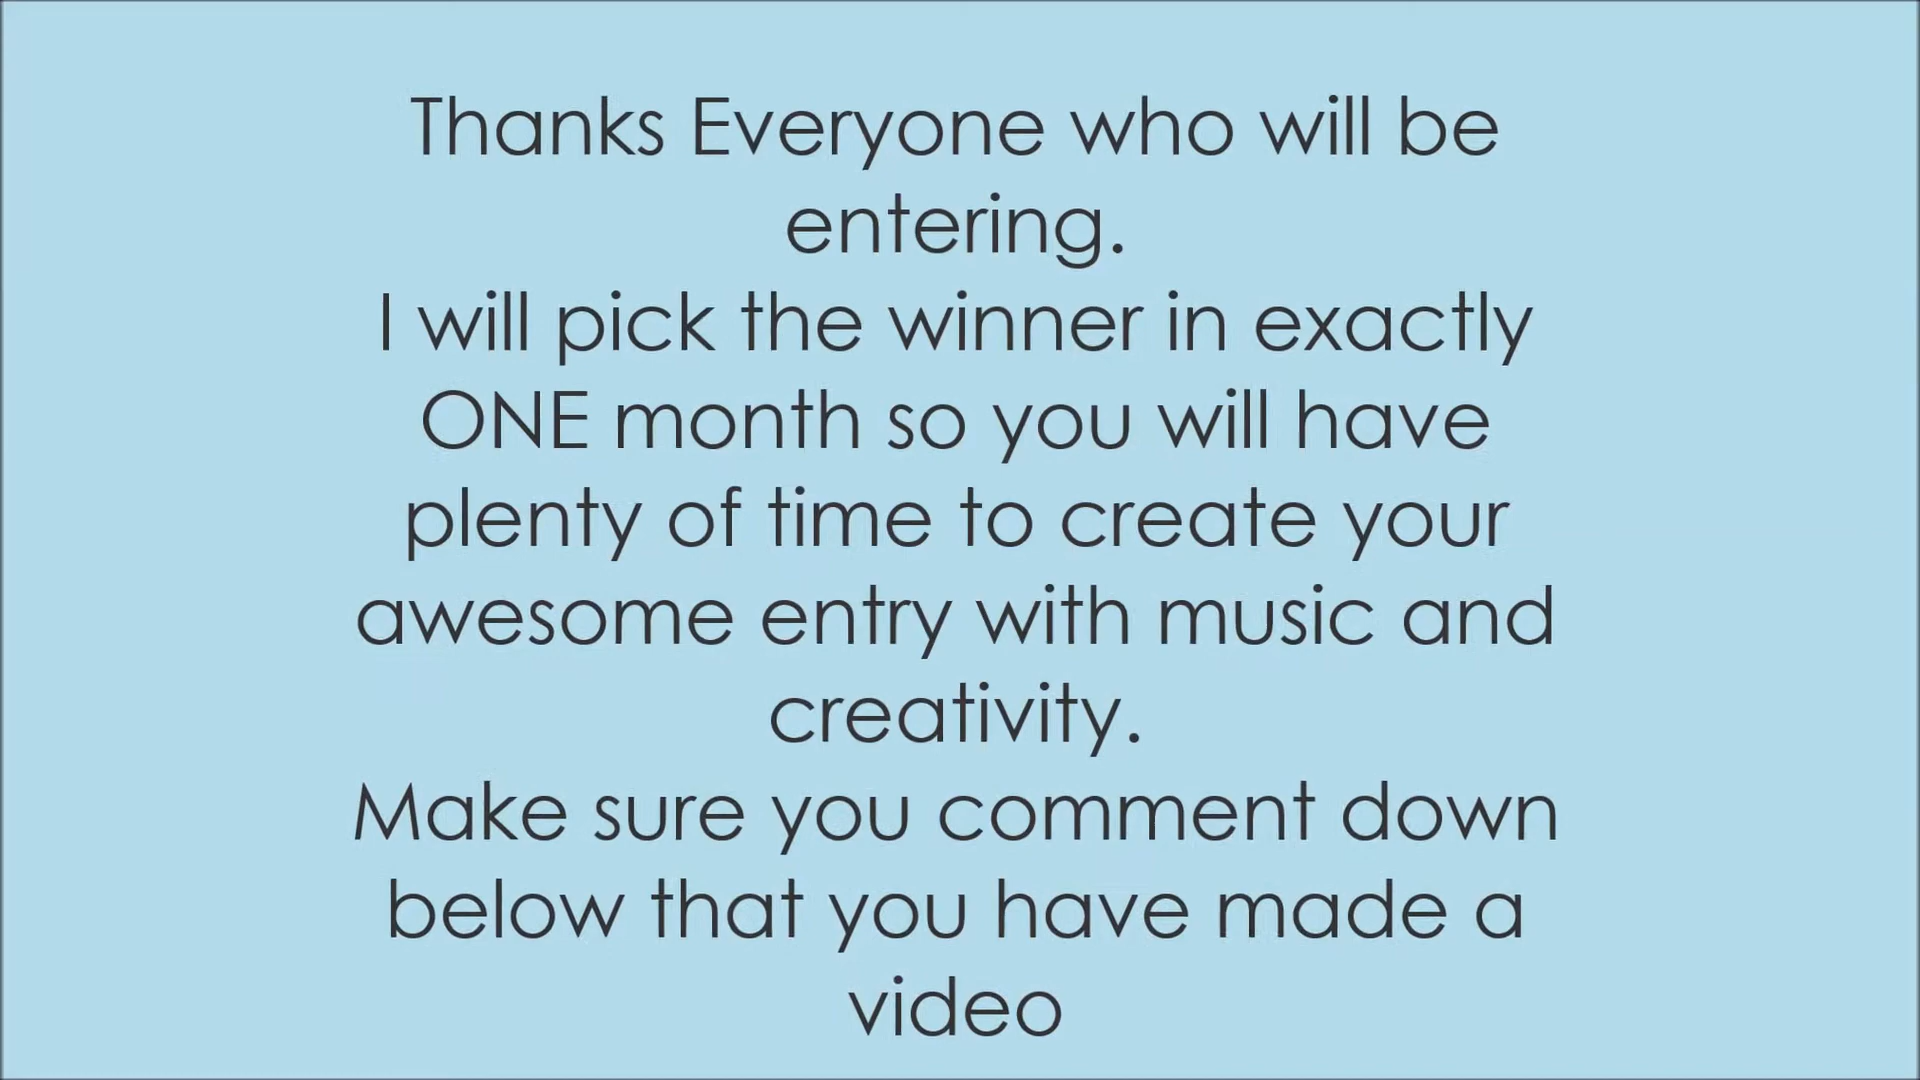 Thanks Everyone who will be
entering.
I will pick the winner in exactly
ONE month so you will have
plenty of time to create your
awesome entry with music and
creativity.
Make sure you comment down
below that you have made a
video